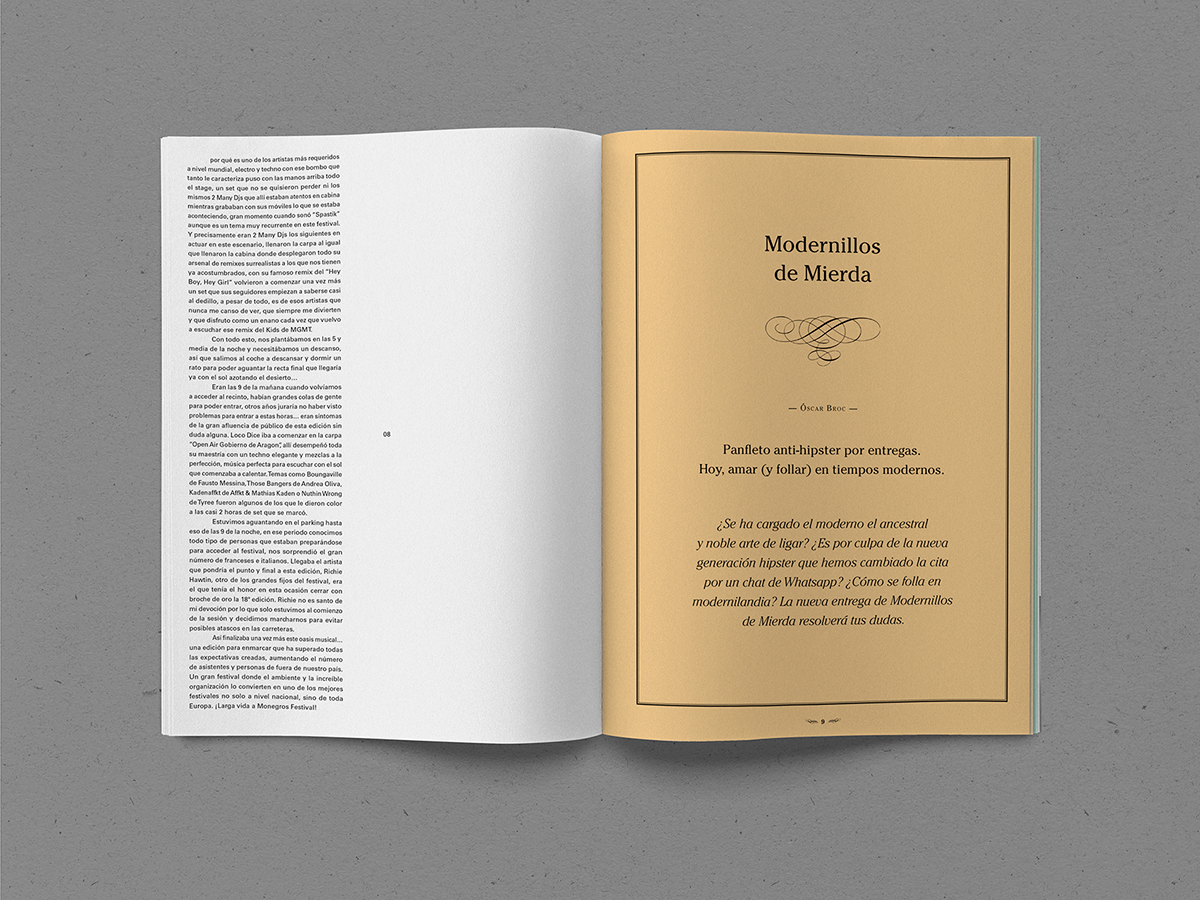 por qué es uno de los artistas más requeridos
a nivel mundial, electro y techno con ese bombo que
tanto le caracteriza puso con las manos arriba todo
el stage, un set que no se quisieron perder ni los
mismos 2 Many Djs que allí estaban atentos en cabina
mientras grababan con sus móviles lo que se estaba
aconteciendo, gran momento cuando sonó “Spastik”
aunque es un tema muy recurrente en este festival.
Y precisamente eran 2 Many Djs los siguientes en
actuar en este escenario, llenaron la carpa al igual
que llenaron la cabina donde desplegaron todo su
arsenal de remixes surrealistas a los que nos tienen
ya acostumbrados, con su famoso remix del “Hey
Boy, Hey Girl” volvieron a comenzar una vez más
un set que sus seguidores empiezan a saberse casi
al dedillo, a pesar de todo, es de esos artistas que
nunca me canso de ver, que siempre me divierten
y que disfruto como un enano cada vez que vuelvo
a escuchar ese remix del Kids de MGMT.
Con todo esto, nos plantábamos en las 5 y
media de la noche y necesitábamos un descanso,
asi que salimos al coche a descansar y dormir un
rato para poder aguantar la recta final que llegaría
ya con el sol azotando el desierto...
Eran las 9 de la mañana cuando volviamos
a acceder al recinto, habían grandes colas de gente
para poder entrar, otros años juraría no haber visto
problemas para entrar a estas horas... eran síntomas
de la gran afluencia de público de esta edición sin
duda alguna. Loco Dice iba a comenzar en la carpa
“Open Air Gobierno de Aragon”, allí desempeñó toda
su maestría con un techno elegante y mezclas a la
perfección, música perfecta para escuchar con el sol
que comenzaba a calentar. Temas como Boungaville
de Fausto Messina, Those Bangers de Andrea Oliva,
Kadenaffkt de Affkt & Mathias Kaden o Nuthin Wrong
de Tyree fueron algunos de los que le dieron color
a las casi 2 horas de set que se marcó.
Estuvimos aguantando en el parking hasta
eso de las 9 de la noche, en ese periodo conocimos
todo tipo de personas que estaban preparándose
para acceder al festival, nos sorprendió el gran
número de franceses e italianos. Llegaba el artista
que pondría el punto y final a esta edición, Richie
Hawtin, otro de los grandes fijos del festival, era
el que tenía el honor en esta ocasión cerrar con
broche de oro la 18ª edición. Richie no es santo de
mi devoción por lo que solo estuvimos al comienzo
de la sesión y decidimos marcharnos para evitar
posibles atascos en las carreteras.
Asi finalizaba una vez más este oasis musical...
una edición para enmarcar que ha superado todas
las expectativas creadas, aumentando el número
de asistentes y personas de fuera de nuestro país.
Un gran festival donde el ambiente y la increíble
organización lo convierten en uno de los mejores
festivales no solo a nivel nacional, sino de toda
Europa. ¡Larga vida a Monegros Festival!
08
Modernillos
de Mierda
— Óscar Broc —
Panfleto anti-hipster por entregas.
Hoy, amar (y follar) en tiempos modernos.
¿Se ha cargado el moderno el ancestral
y noble arte de ligar? ¿Es por culpa de la nueva
generación hipster que hemos cambiado la cita
por un chat de Whatsapp? ¿Cómo se folla en
modernilandia? La nueva entrega de Modernillos
de Mierda resolverá tus dudas.
9